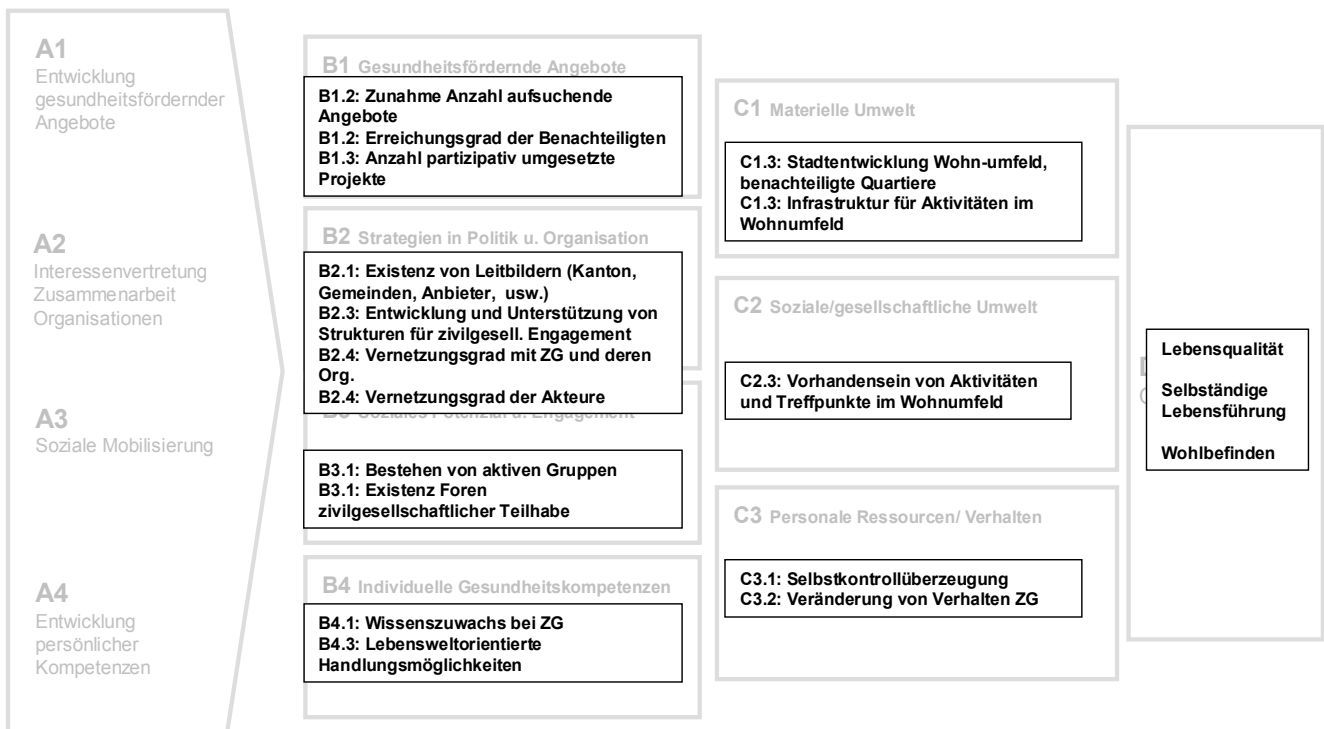 A1
Entwicklung
gesundheitsfördernder
Angebote
A2
Interessenvertretung
Zusammenarbeit
Organisationen
A3
Soziale Mobilisierung
A4
Entwicklung
persönlicher
Kompetenzen
B1 Gesundheitsfördernde Angebote
B1.2: Zunahme Anzahl aufsuchende
Angebote
B1.2: Erreichungsgrad der Benachteiligten
B1.3: Anzahl partizipativ umgesetzte
Projekte
B2 Strategien in Politik u. Organisation
B2.1: Existenz von Leitbildern (Kanton,
Gemeinden, Anbieter, usw.)
B2.3: Entwicklung und Unterstützung von
Strukturen für zivilgesell. Engagement
B2.4: Vernetzungsgrad mit ZG und deren
Org.
B2.4: Vernetzungsgrad der Akteure
B3 Soziales Potenzial u. Engagement
B3.1: Bestehen von aktiven Gruppen
B3.1: Existenz Foren
zivilgesellschaftlicher Teilhabe
B4 Individuelle Gesundheitskompetenzen
B4.1: Wissenszuwachs bei ZG
B4.3: Lebensweltorientierte
Handlungsmöglichkeiten
C1 Materielle Umwelt
C1.3: Stadtentwicklung Wohn-umfeld,
benachteiligte Quartiere
C1.3: Infrastruktur für Aktivitäten im
Wohnumfeld
C2 Soziale/gesellschaftliche Umwelt
C2.3: Vorhandensein von Aktivitäten
und Treffpunkte im Wohnumfeld
C3 Personale Ressourcen/ Verhalten
C3.1: Selbstkontrollüberzeugung
C3.2: Veränderung von Verhalten ZG
Lebensqualität
Selbständige
Lebensführung
Wohlbefinden